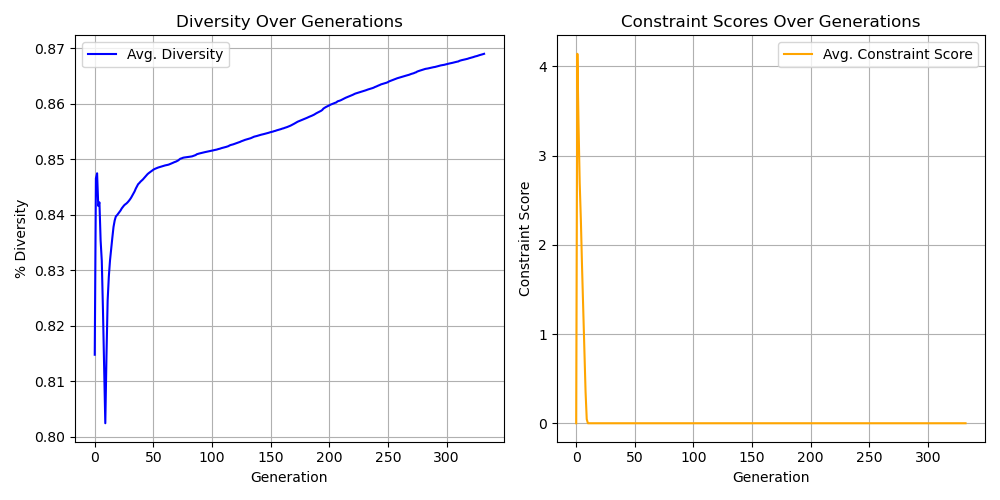 Diversity Over Generations
Avg. Diversity
% Diversity
0.87
0.86
0.85
0.84
0.83
0.82
0.81
0.80
0 50 100 150 200 250 300
Generation
Constraint Scores Over Generations
Avg. Constraint Score
Constraint Score
4
3
2
1
0
0 50 100 150 200 250 300
Generation